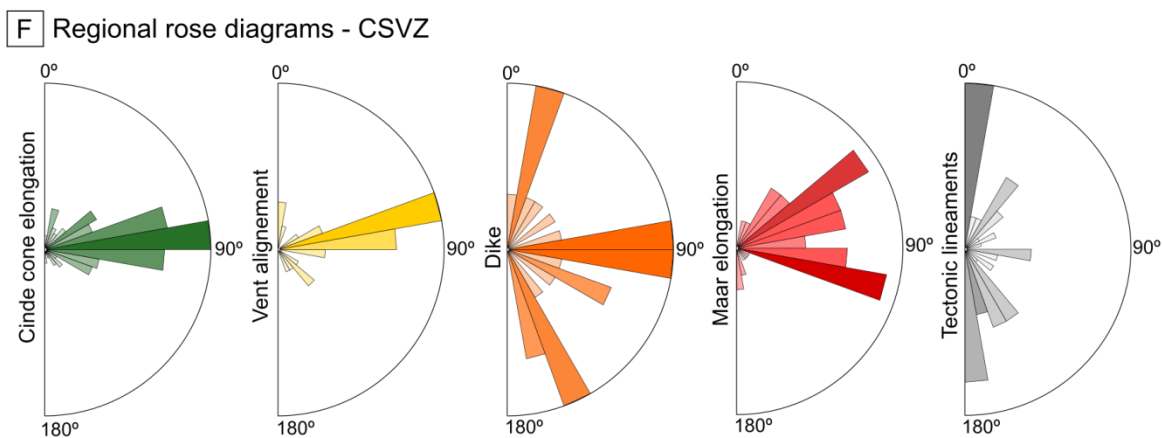 F Regional rose diagrams - CSVZ
0º
Cinde cone elongation
90º
180º
0º
Vent alignement
90º
180º
0º
Dike
90º
180º
0º
Maar elongation
90º
180º
0º
Tectonic lineaments
90º
180º